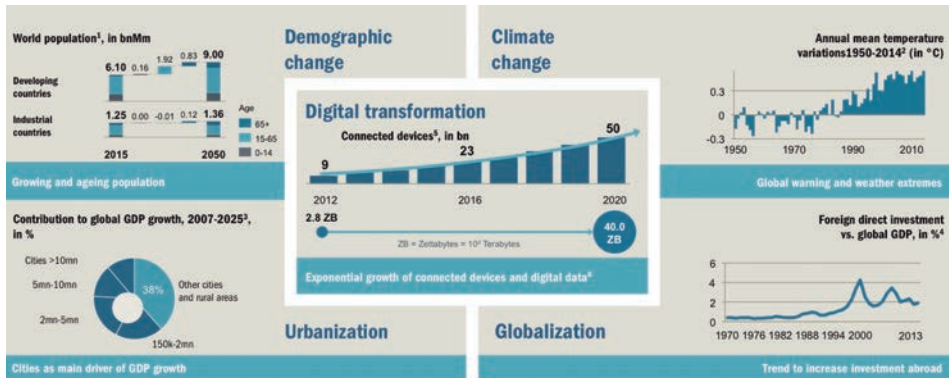 World population¹, in bnMm
Demographic
change
6.10 0.16 1.92 0.83 9.00
Developing
countries
Industrial
countries
1.25 0.00 -0.01 0.12 1.36
2015 2050
Age
65+
15-65
0-14
Growing and ageing population
Climate
change
Annual mean temperature
variations1950-2014² (in °C)
0.3
0
-0.3
1950 1970 1990 2010
Global warning and weather extremes
Digital transformation
Connected devices⁵, in bn
9 23 50
2012 2016 2020
2.8 ZB
40.0
ZB
ZB = Zettabytes = 10⁹ Terabytes
Exponential growth of connected devices and digital data⁶
Contribution to global GDP growth, 2007-2025³,
in %
Cities >10mn
5mn-10mn
2mn-5mn
150k-2mn
38%
Other cities
and rural areas
Urbanization
Cities as main driver of GDP growth
Globalization
Foreign direct investment
vs. global GDP, in %⁴
6
4
2
0
1970 1976 1982 1988 1994 2000 2013
Trend to increase investment abroad